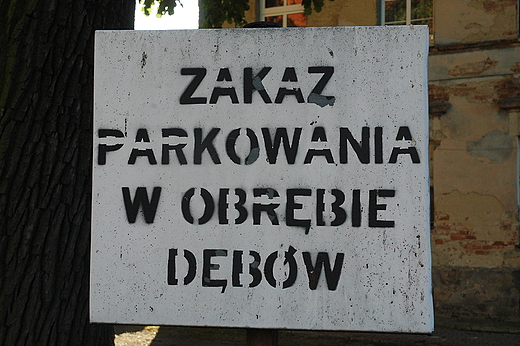 ZAKAZ
PARKOWANIA
W OBRĘBIE
DĘBÓW